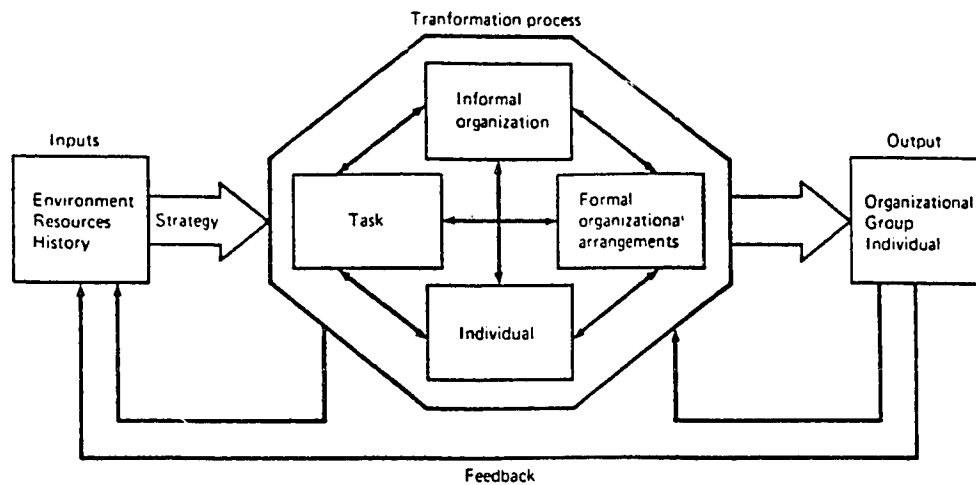 Tranformation process
Informal
organization
Inputs
Output
Environment
Resources
History
Strategy
Task
Formal
organizational
arrangements
Organizational
Group
Individual
Individual
Feedback